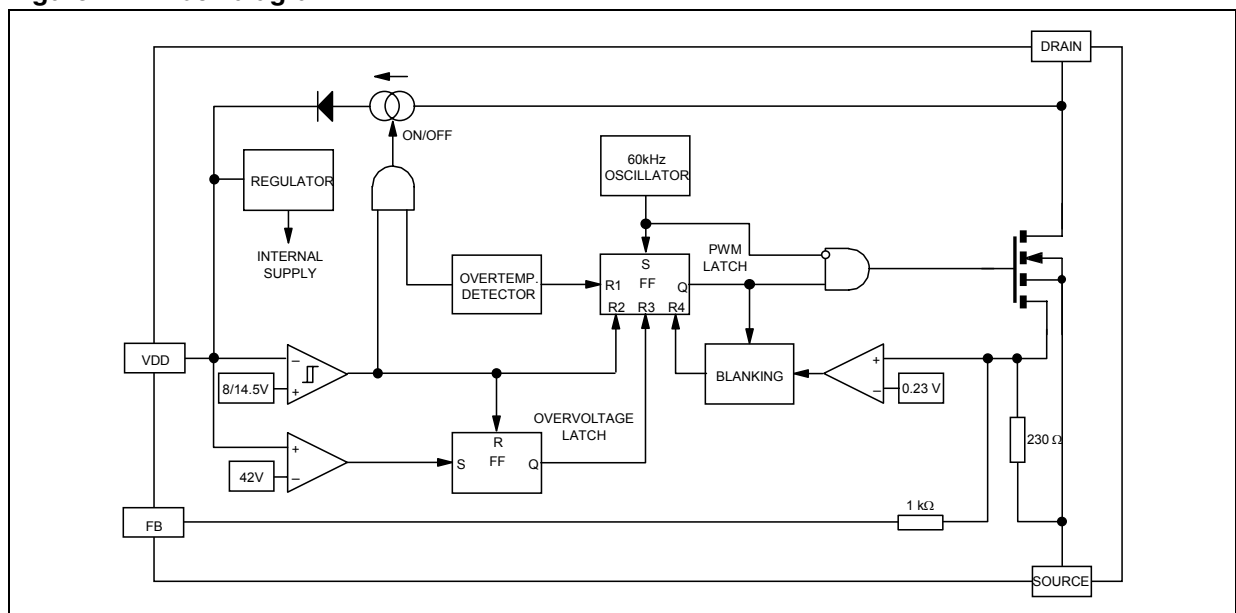 DRAIN
ON/OFF
REGULATOR
60kHz
OSCILLATOR
INTERNAL
SUPPLY
PWM
LATCH
OVERTEMP.
DETECTOR
S
FF
R1
Q
R2 R3 R4
VDD
8/14.5V
–
+
BLANKING
+
–
0.23 V
OVERVOLTAGE
LATCH
230 Ω
R
FF
S
Q
+
–
42V
1 kΩ
FB
SOURCE